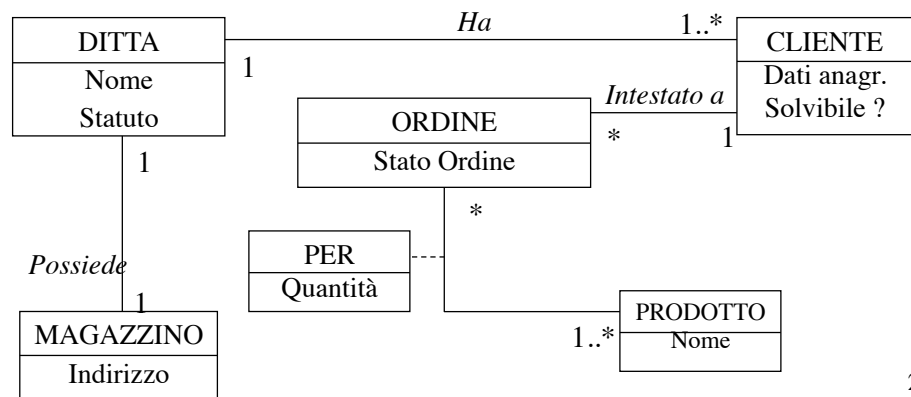 Ha
DITTA
1..*
CLIENTE
1
Nome
Statuto
Dati anagr.
Solvibile ?
Intestato a
ORDINE
*
1
Stato Ordine
1
*
PER
Quantità
Possiede
1
MAGAZZINO
Indirizzo
PRODOTTO
1..*
Nome
2